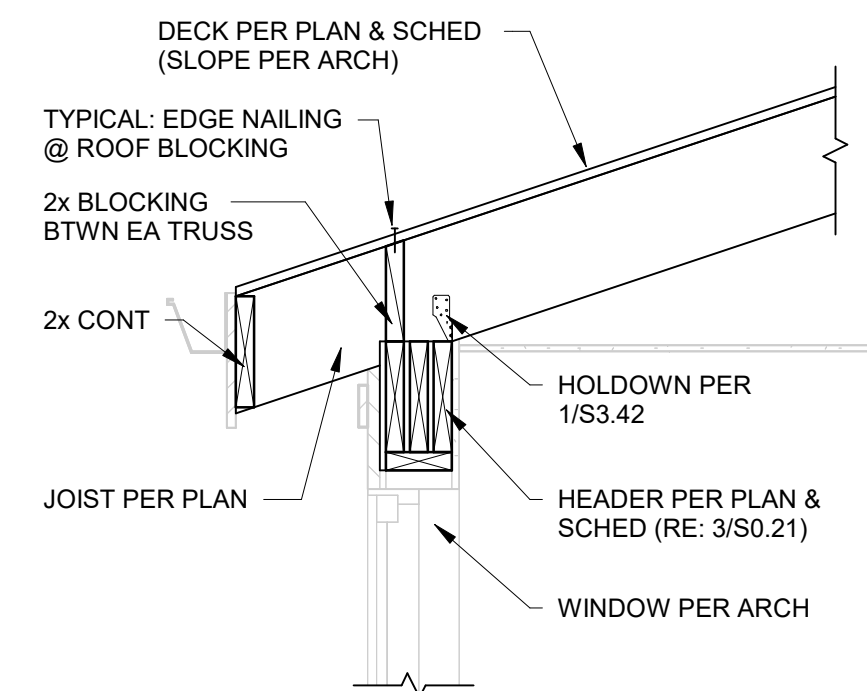 DECK PER PLAN & SCHED
(SLOPE PER ARCH)
TYPICAL: EDGE NAILING
@ ROOF BLOCKING
2x BLOCKING
BTWN EA TRUSS
2x CONT
JOIST PER PLAN
HOLDOWN PER
1/S3.42
HEADER PER PLAN &
SCHED (RE: 3/S0.21)
WINDOW PER ARCH